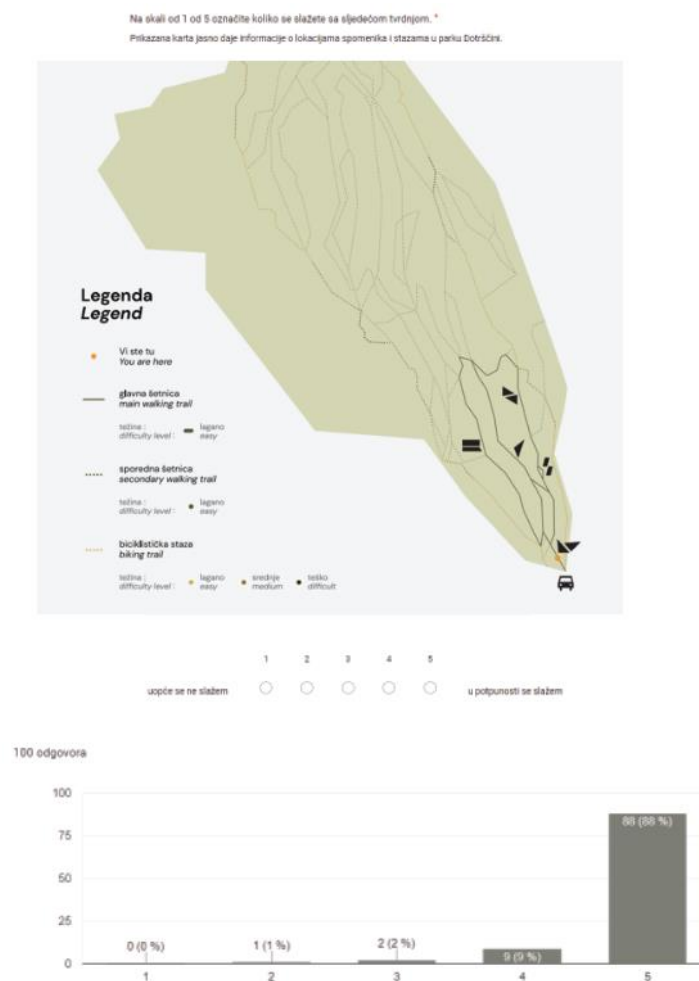 Na skali od 1 od 5 označite koliko se slažete sa sljedećom tvrdnjom. *
Prikazana karta jasno daje informacije o lokacijama spomenika i stazama u parku Dotrščini.
Legenda
Legend
Vi ste tu
You are here
glavna šetnica
main walking trail
težina :
difficulty level :
lagano
easy
sporedna šetnica
secondary walking trail
težina :
difficulty level :
lagano
easy
biciklistička staza
biking trail
težina :
difficulty level :
lagano
easy
srednje
medium
teško
difficult
1 2 3 4 5
uopće se ne slažem
u potpunosti se slažem
100 odgovora
100
75
50
25
0
0 (0 %)
1 (1 %)
2 (2 %)
9 (9 %)
88 (88 %)
1 2 3 4 5